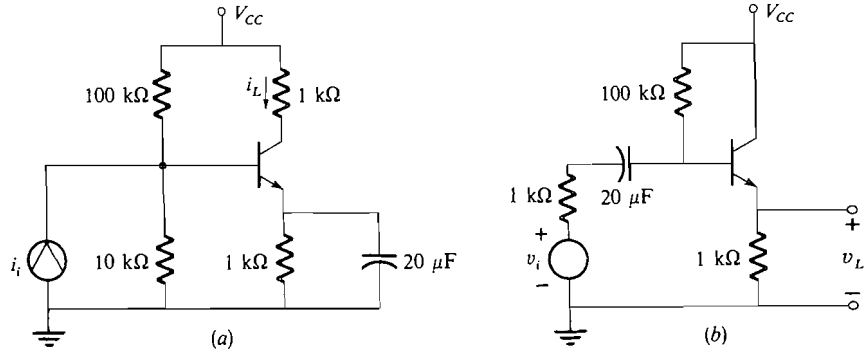 V_CC
100 kΩ
i_L
1 kΩ
i_i
10 kΩ
1 kΩ
20 μF
(a)
V_CC
100 kΩ
1 kΩ
20 μF
+
v_i
−
1 kΩ
+
v_L
−
(b)